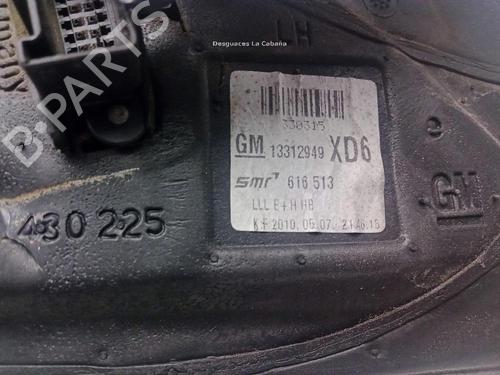 Desguaces La Cabaña
LH
330315
GM 13312949 XD6
smr 616 513
LLL E+H HB
2010.05.07. 21:46:15
GM
430 225
B-PARTS